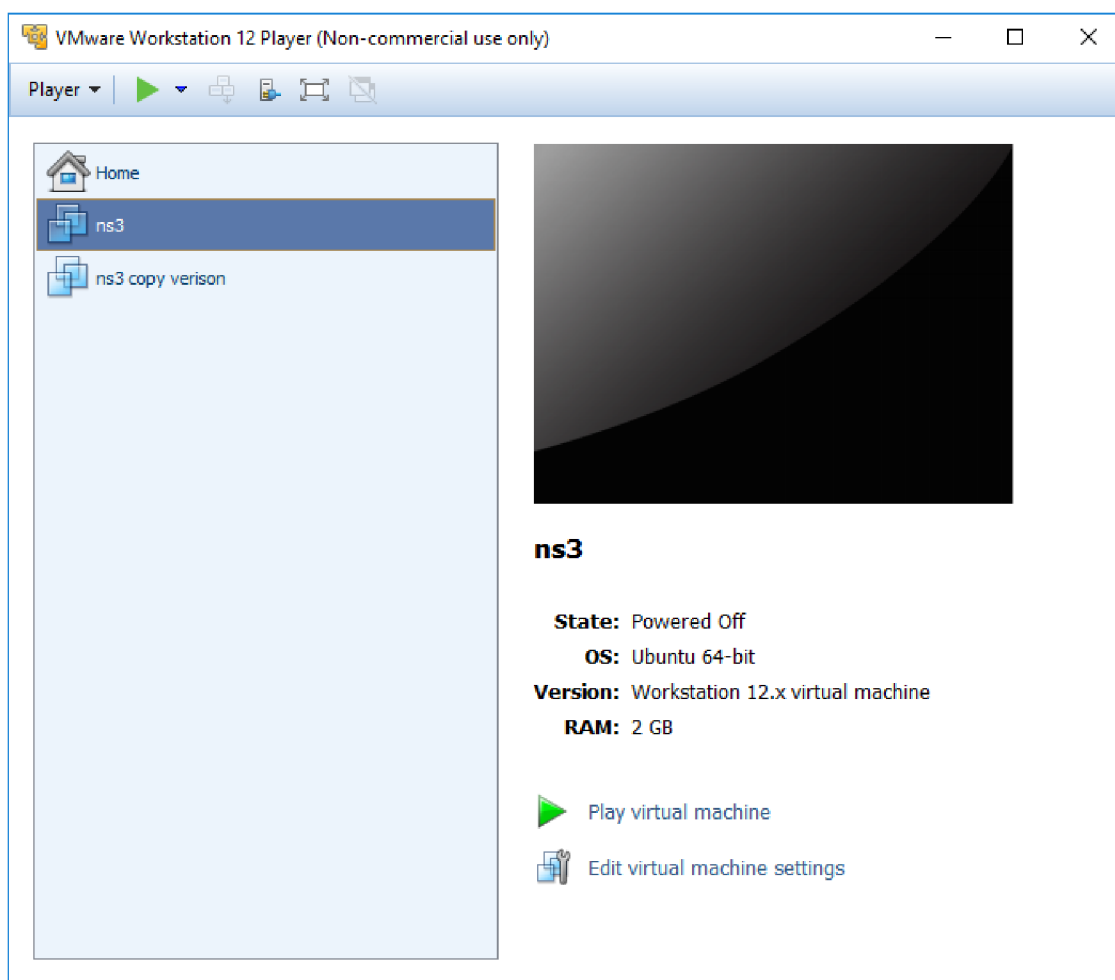 VMware Workstation 12 Player (Non-commercial use only)
Player
Home
ns3
ns3 copy verison
ns3
State: Powered Off
OS: Ubuntu 64-bit
Version: Workstation 12.x virtual machine
RAM: 2 GB
Play virtual machine
Edit virtual machine settings